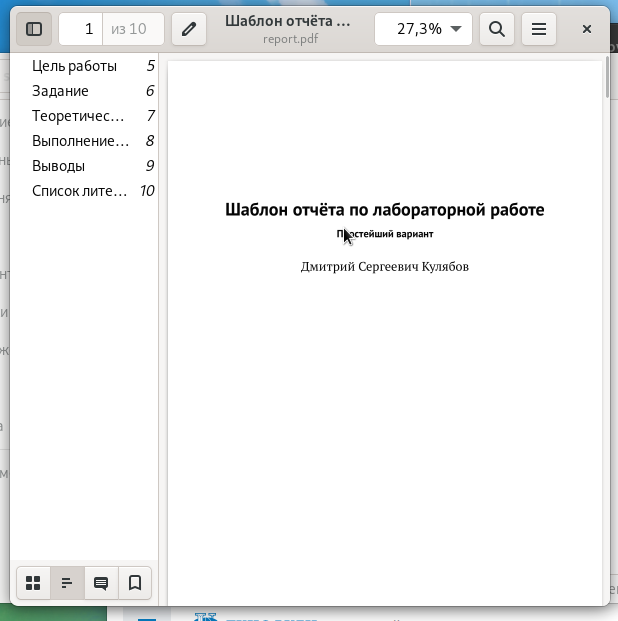 Шаблон отчёта ...
report.pdf
1 из 10
27,3%
Цель работы 5
Задание 6
Теоретичес... 7
Выполнение... 8
Выводы 9
Список лите... 10
Шаблон отчёта по лабораторной работе
Простейший вариант
Дмитрий Сергеевич Кулябов